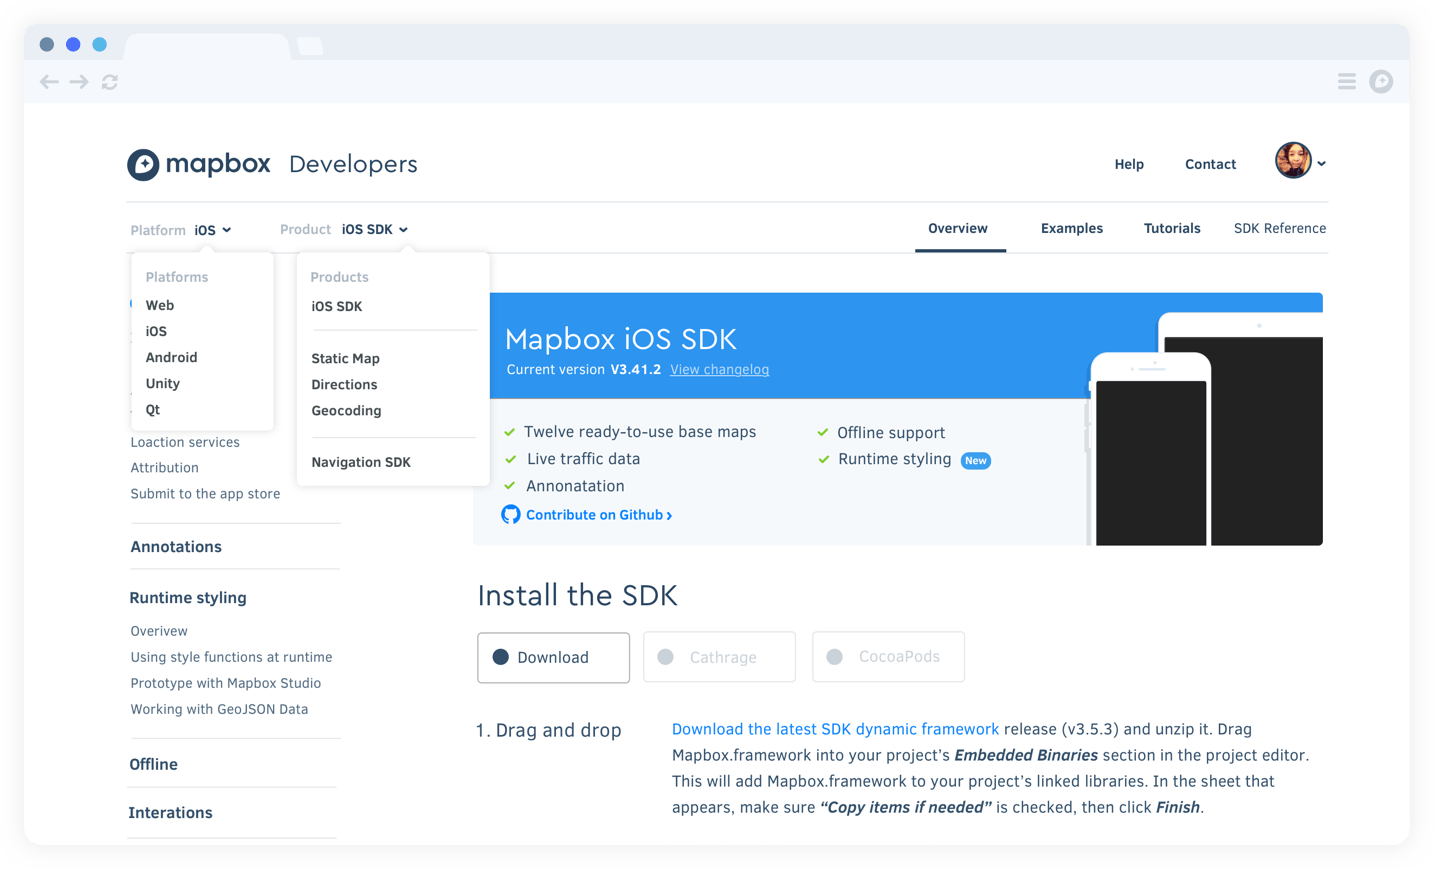 mapbox Developers
Help Contact
Platform iOS Product iOS SDK
Overview Examples Tutorials SDK Reference
Platforms
Web
iOS
Android
Unity
Qt
Products
iOS SDK
Static Map
Directions
Geocoding
Navigation SDK
Loaction services
Attribution
Submit to the app store
Annotations
Runtime styling
Overivew
Using style functions at runtime
Prototype with Mapbox Studio
Working with GeoJSON Data
Offline
Interations
Mapbox iOS SDK
Current version V3.41.2 View changelog
Twelve ready-to-use base maps
Live traffic data
Annonatation
Offline support
Runtime styling New
Contribute on Github ›
Install the SDK
Download Cathrage CocoaPods
1. Drag and drop
Download the latest SDK dynamic framework release (v3.5.3) and unzip it. Drag
Mapbox.framework into your project’s Embedded Binaries section in the project editor.
This will add Mapbox.framework to your project’s linked libraries. In the sheet that
appears, make sure “Copy items if needed” is checked, then click Finish.